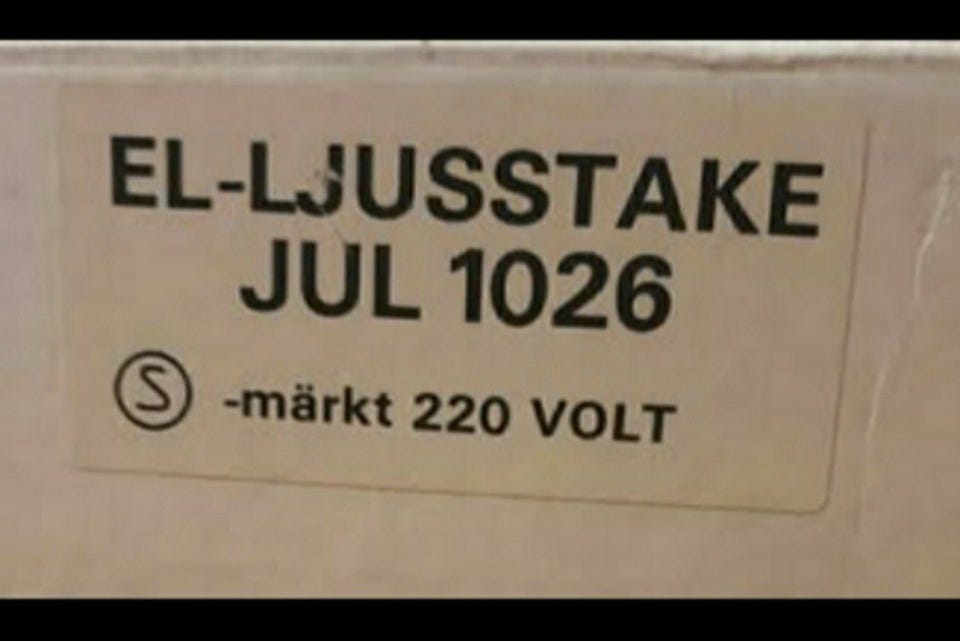 EL-LJUSSTAKE
JUL 1026
Ⓢ -märkt 220 VOLT